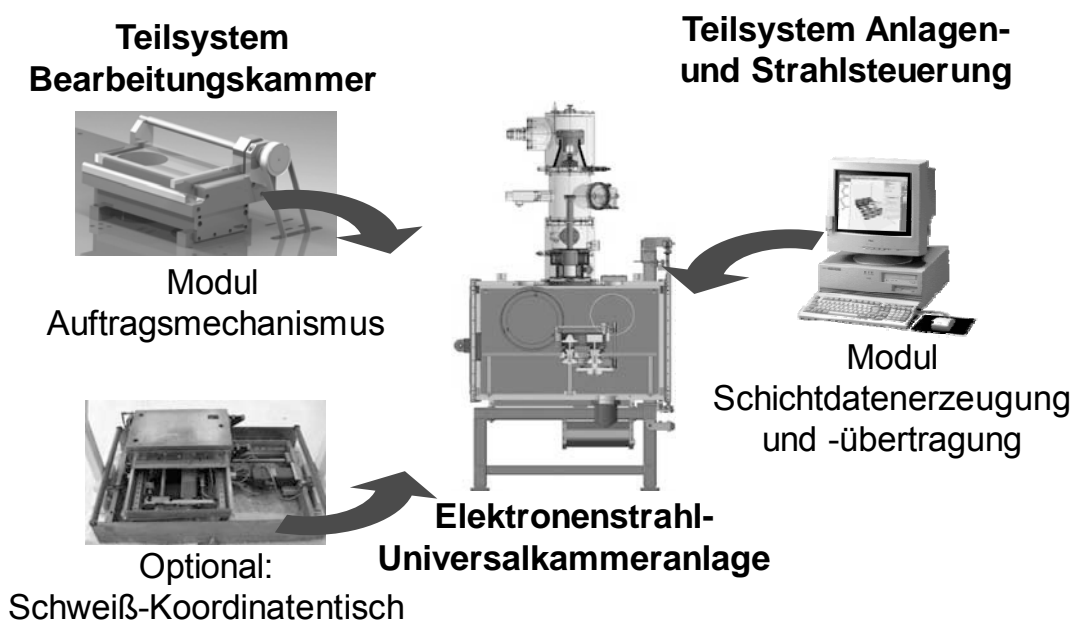 Teilsystem
Bearbeitungskammer
Modul
Auftragsmechanismus
Optional:
Schweiß-Koordinatentisch
Elektronenstrahl-
Universalkammeranlage
Teilsystem Anlagen-
und Strahlsteuerung
Modul
Schichtdatenerzeugung
und -übertragung